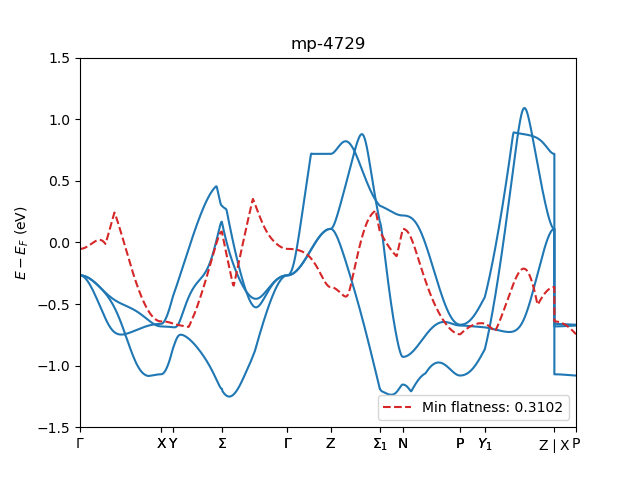 mp-4729
1.5
1.0
0.5
0.0
−0.5
−1.0
−1.5
E − E_F (eV)
Min flatness: 0.3102
Γ X Y Σ Γ Z Σ₁ N P Y₁ Z | X P